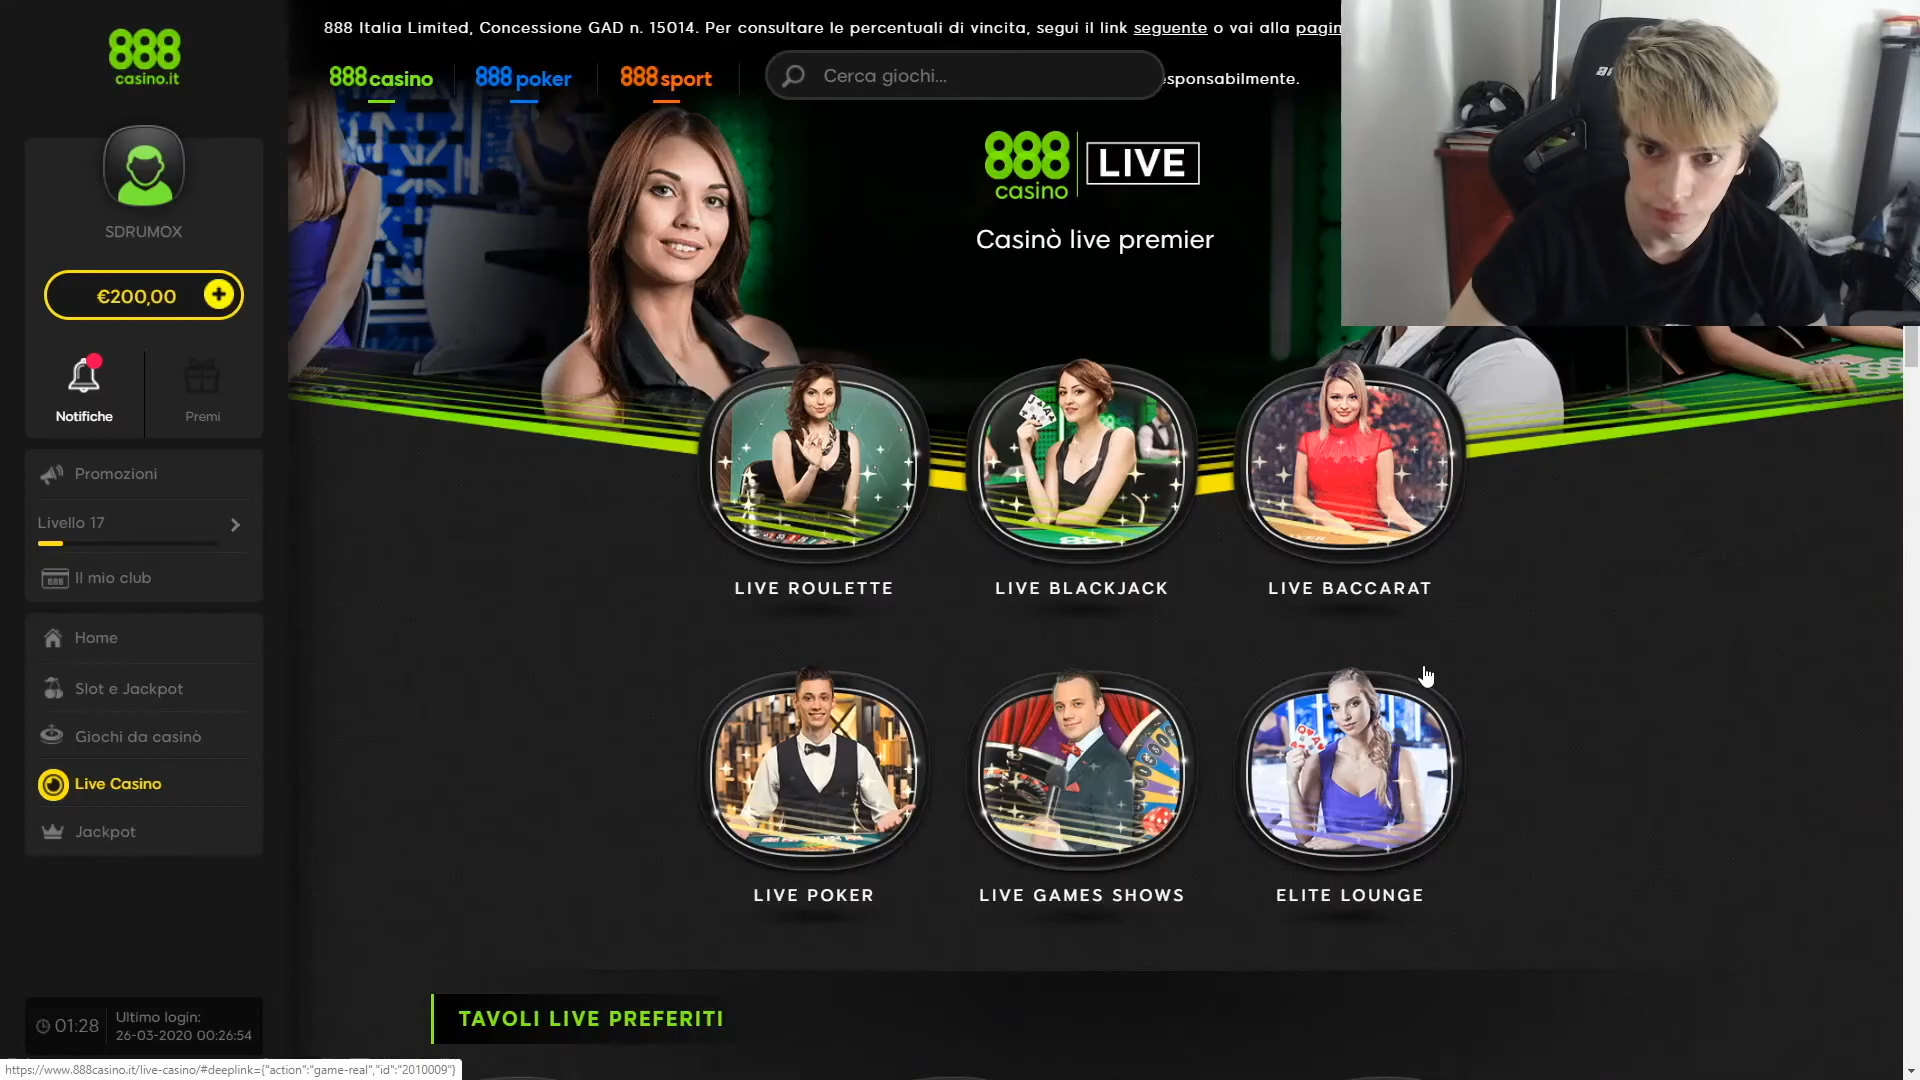 888 Italia Limited, Concessione GAD n. 15014. Per consultare le percentuali di vincita, segui il link seguente o vai alla
888
casino.it
888casino
888poker
888sport
Cerca giochi...
esponsabilmente.
888
casino
LIVE
Casinò live premier
SDRUMOX
€200,00
Notifiche
Premi
Promozioni
Livello 17
Il mio club
LIVE ROULETTE
LIVE BLACKJACK
LIVE BACCARAT
Home
Slot e Jackpot
Giochi da casinò
Live Casino
Jackpot
LIVE POKER
LIVE GAMES SHOWS
ELITE LOUNGE
01:28
Ultimo login:
26-03-2020 00:26:54
TAVOLI LIVE PREFERITI
https://www.888casino.it/live-casino/#deeplink={"action":"game-real","id":"2010009"}